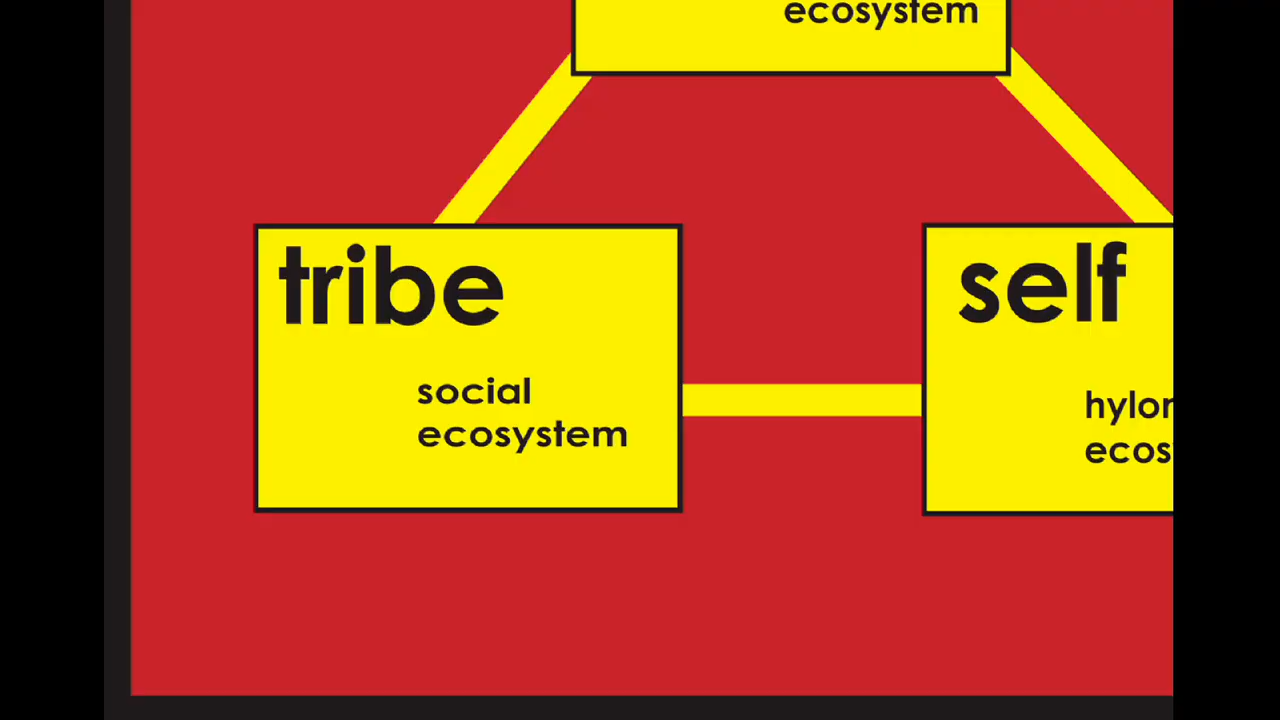 ecosystem
tribe
self
social
ecosystem